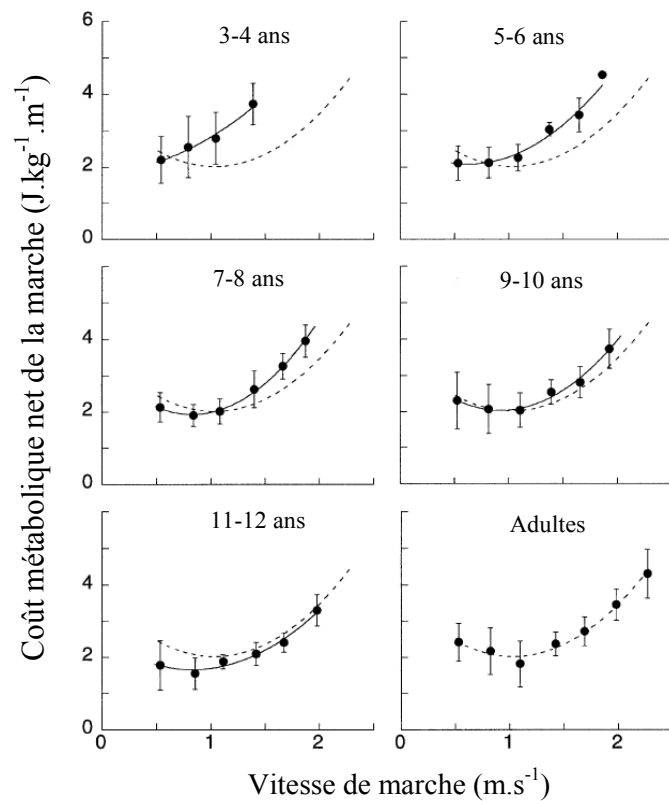 Coût métabolique net de la marche (J.kg⁻¹.m⁻¹)
3-4 ans
5-6 ans
6
4
2
0
7-8 ans
9-10 ans
4
2
0
11-12 ans
Adultes
4
2
0
0 1 2 0 1 2
Vitesse de marche (m.s⁻¹)